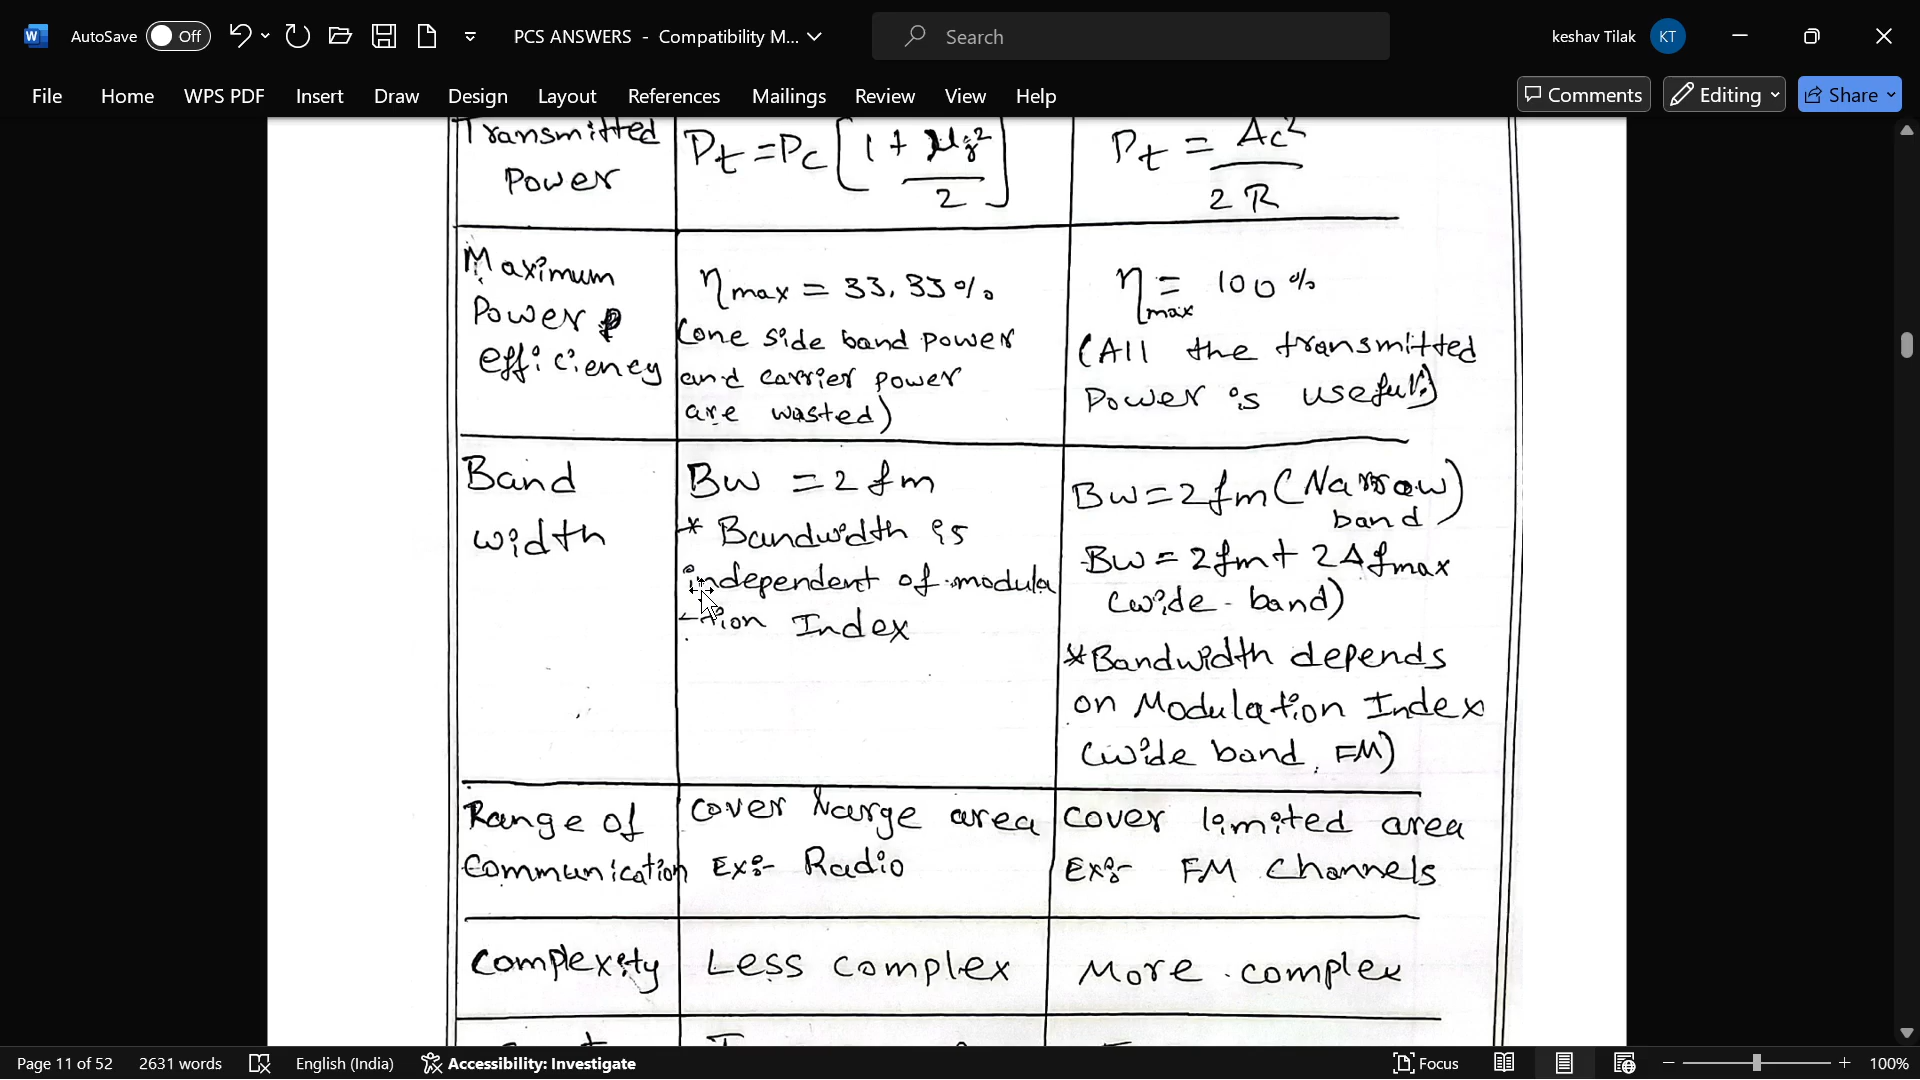 AutoSave Off PCS ANSWERS - Compatibility M... Search keshav Tilak KT
File Home WPS PDF Insert Draw Design Layout References Mailings Review View Help Comments Editing Share
Transmitted
Power
Pt = Pc [1 + μ²/2]
Pt = Ac²/2R
Maximum
Power
efficiency
ηmax = 33.33%
(one side band power
and carrier power
are wasted)
ηmax = 100%
(All the transmitted
Power is useful)
Band
width
BW = 2fm
* Bandwidth is
independent of modula
-tion Index
BW = 2fm (Narrow
band)
BW = 2fm + 2Δfmax
(wide-band)
*Bandwidth depends
on Modulation Index
(wide band FM)
Range of
Communication
Cover large area
Ex:- Radio
Cover limited area
Ex:- FM Channels
Complexity
Less complex
More complex
Page 11 of 52 2631 words English (India) Accessibility: Investigate Focus 100%